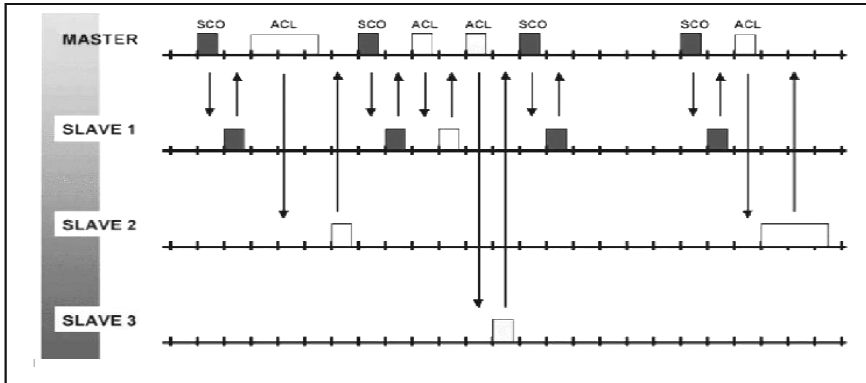 SCO ACL SCO ACL ACL SCO SCO ACL
MASTER
SLAVE 1
SLAVE 2
SLAVE 3